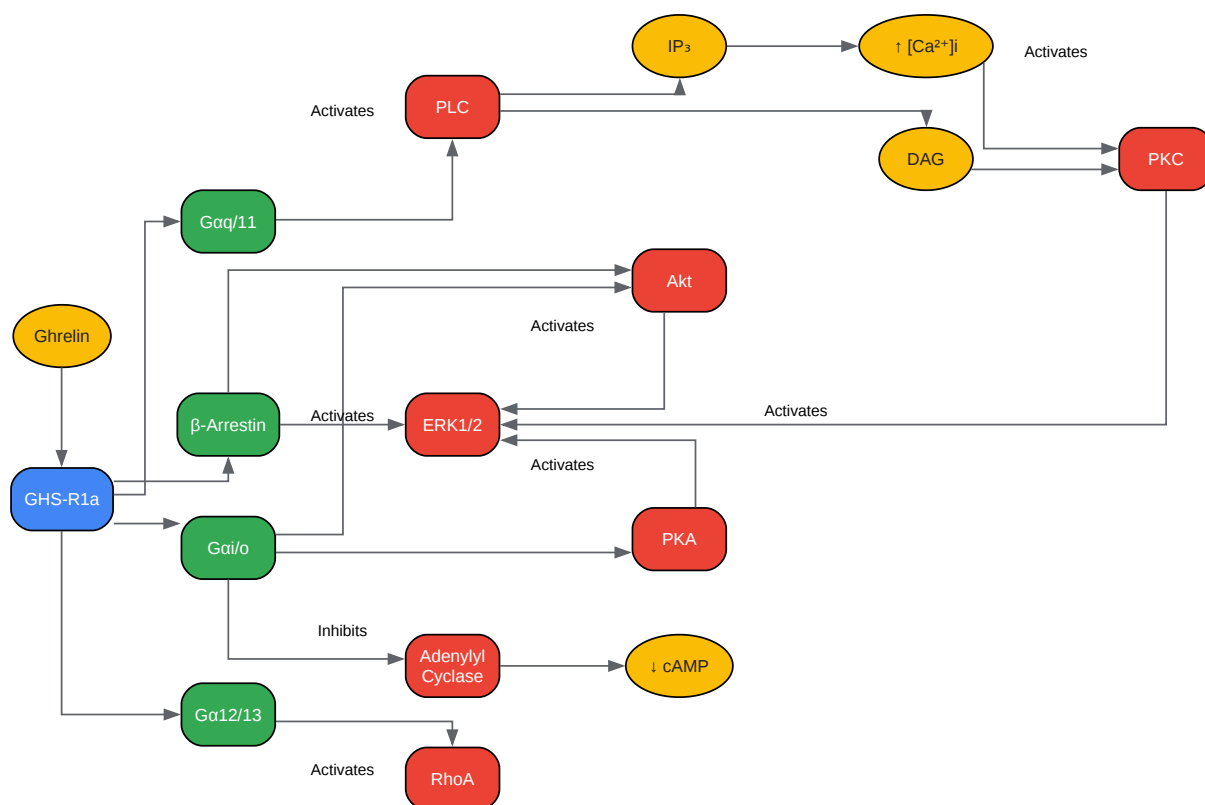 IP₃
↑ [Ca²⁺]i
Activates
PLC
Activates
DAG
PKC
Gαq/11
Akt
Activates
Ghrelin
β-Arrestin
Activates
ERK1/2
Activates
Activates
GHS-R1a
Gαi/o
PKA
Inhibits
Adenylyl
Cyclase
↓ cAMP
Gα12/13
Activates
RhoA